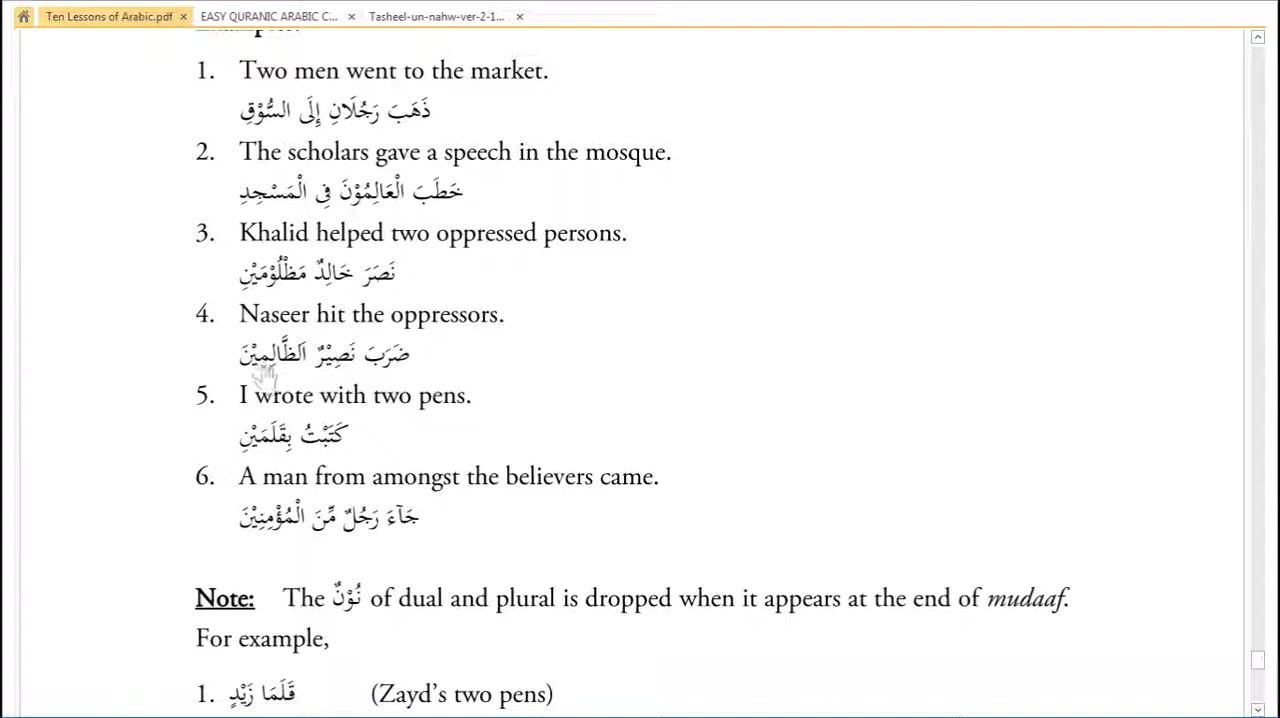 Ten Lessons of Arabic.pdf × EASY QURANIC ARABIC C... × Tasheel-un-nahw-ver-2-1... ×
1. Two men went to the market.
ذَهَبَ رَجُلَانِ إِلَى السُّوْقِ
2. The scholars gave a speech in the mosque.
خَطَبَ الْعَالِمُوْنَ فِى الْمَسْجِدِ
3. Khalid helped two oppressed persons.
نَصَرَ خَالِدٌ مَظْلُوْمَيْنِ
4. Naseer hit the oppressors.
ضَرَبَ نَصِيْرٌ اَلظَّالِمِيْنَ
5. I wrote with two pens.
كَتَبْتُ بِقَلَمَيْنِ
6. A man from amongst the believers came.
جَآءَ رَجُلٌ مِّنَ الْمُؤْمِنِيْنَ
Note: The نُوْنٌ of dual and plural is dropped when it appears at the end of mudaaf.
For example,
1. قَلَمَا زَيْدٍ (Zayd’s two pens)